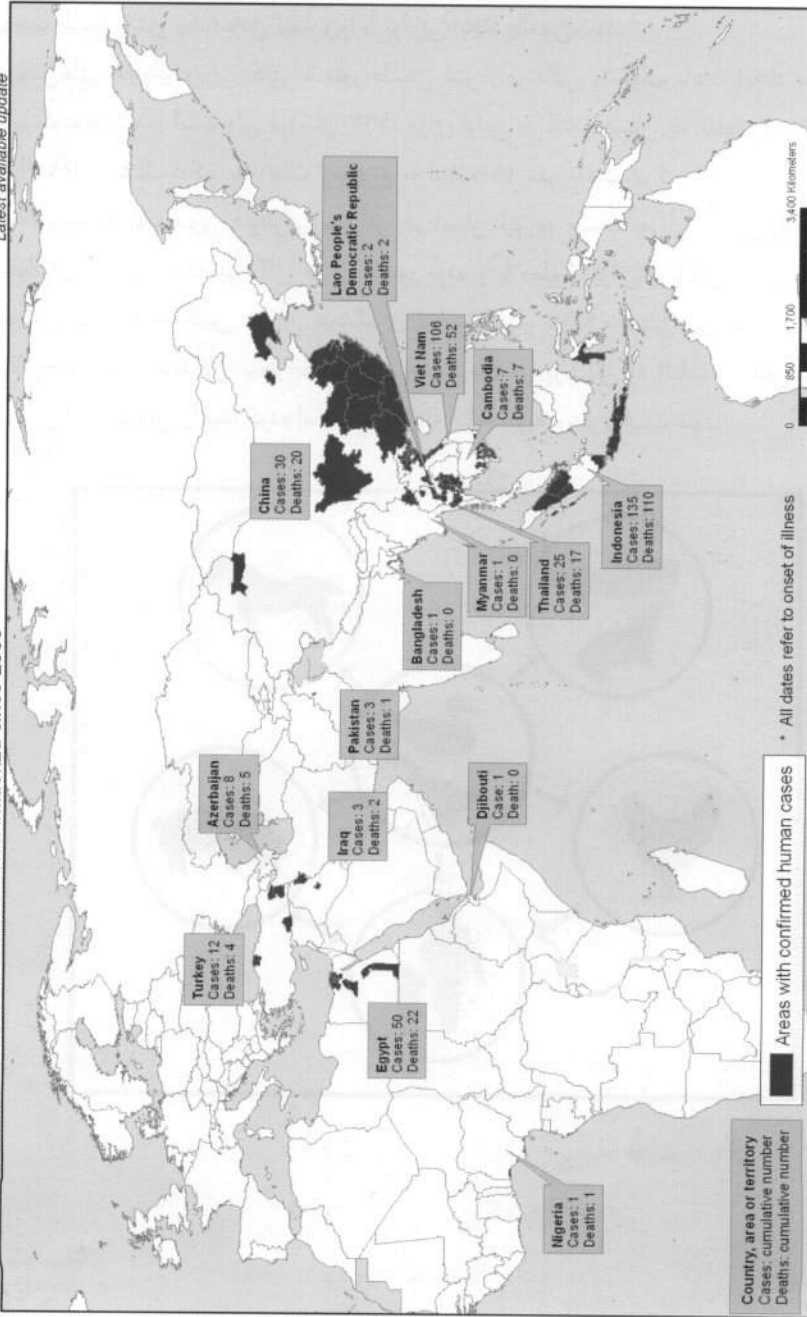 Latest available update
Turkey
Cases: 12
Deaths: 4
Azerbaijan
Cases: 8
Deaths: 5
China
Cases: 30
Deaths: 20
Lao People's
Democratic Republic
Cases: 2
Deaths: 2
Egypt
Cases: 50
Deaths: 22
Iraq
Cases: 3
Deaths: 2
Pakistan
Cases: 3
Deaths: 1
Bangladesh
Cases: 1
Deaths: 0
Viet Nam
Cases: 106
Deaths: 52
Nigeria
Cases: 1
Deaths: 1
Djibouti
Case: 1
Death: 0
Myanmar
Cases: 1
Deaths: 0
Thailand
Cases: 25
Deaths: 17
Cambodia
Cases: 7
Deaths: 7
Indonesia
Cases: 135
Deaths: 110
Country, area or territory
Cases: cumulative number
Deaths: cumulative number
Areas with confirmed human cases
* All dates refer to onset of illness
0 850 1,700 3,400 Kilometers